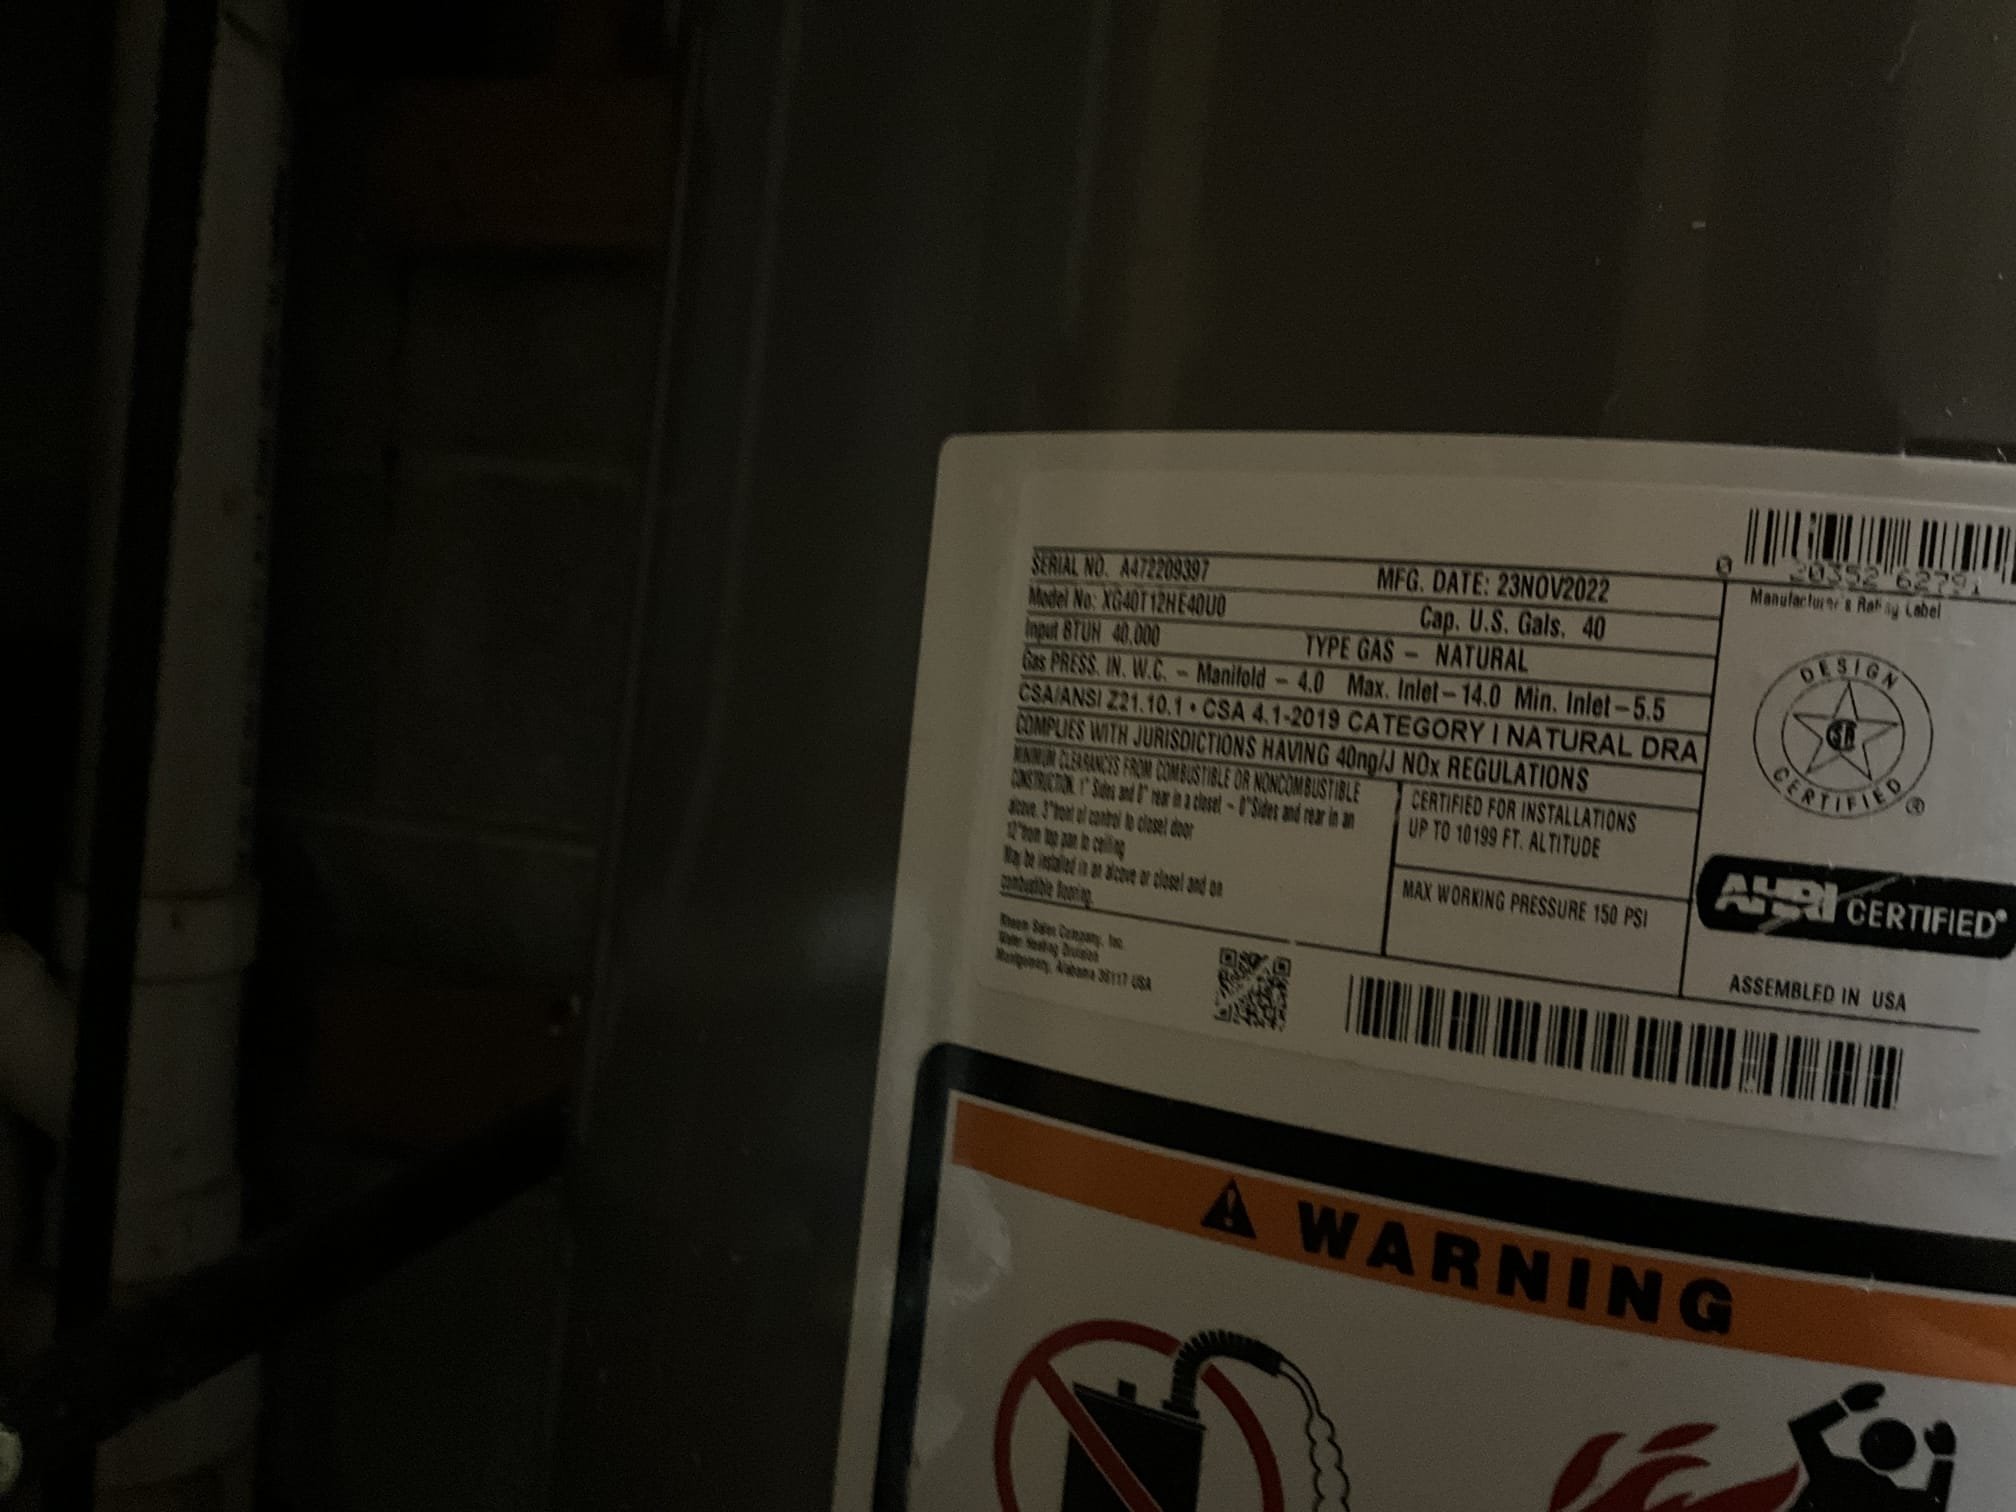 SERIAL NO. A472209397 MFG. DATE: 23NOV2022
Model No: XG40T12HE40U0 Cap. U.S. Gals. 40
Input BTUH 40,000 TYPE GAS – NATURAL
Gas PRESS. IN. W.C. – Manifold – 4.0 Max. Inlet – 14.0 Min. Inlet – 5.5
CSA/ANSI Z21.10.1 • CSA 4.1-2019 CATEGORY I NATURAL DRA
COMPLIES WITH JURISDICTIONS HAVING 40ng/J NOx REGULATIONS
MINIMUM CLEARANCES FROM COMBUSTIBLE OR NONCOMBUSTIBLE
CONSTRUCTION. 1" Sides and 0" rear in a closet – 0" Sides and rear in an
alcove. 3" front of control to closet door
12" from top pan to ceiling
May be installed in an alcove or closet and on
combustible flooring.
CERTIFIED FOR INSTALLATIONS
UP TO 10199 FT. ALTITUDE
MAX WORKING PRESSURE 150 PSI
Rheem Sales Company, Inc.
Water Heating Division
Montgomery, Alabama 36117 USA
0 20352 62791
Manufacturer's Rating Label
DESIGN
CERTIFIED ®
AHRI CERTIFIED®
ASSEMBLED IN USA
WARNING